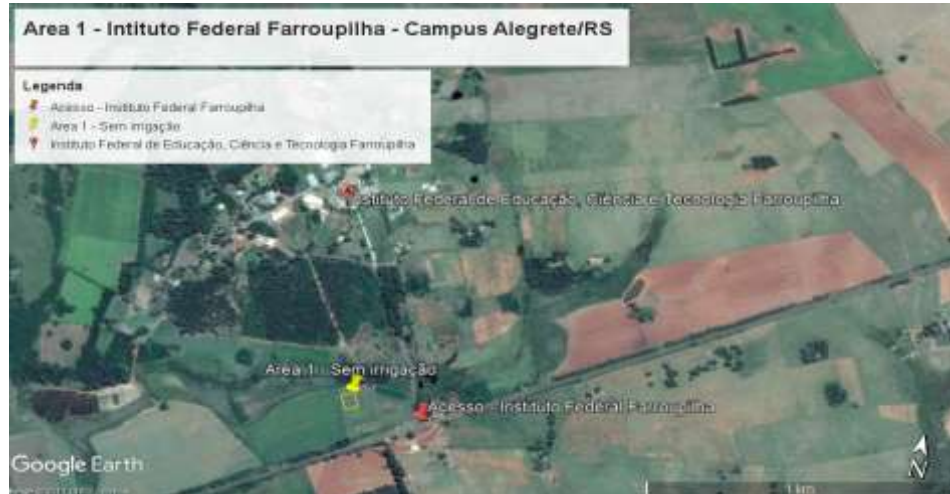 Area 1 - Intituto Federal Farroupilha - Campus Alegrete/RS
Legenda
Acesso - Instituto Federal Farroupilha
Area 1 - Sem irrigação
Instituto Federal de Educação, Ciência e Tecnologia Farroupilha
Instituto Federal de Educação, Ciência e Tecnologia Farroupilha
Area 1 - Sem irrigação
Acesso - Instituto Federal Farroupilha
Google Earth
N
1 km